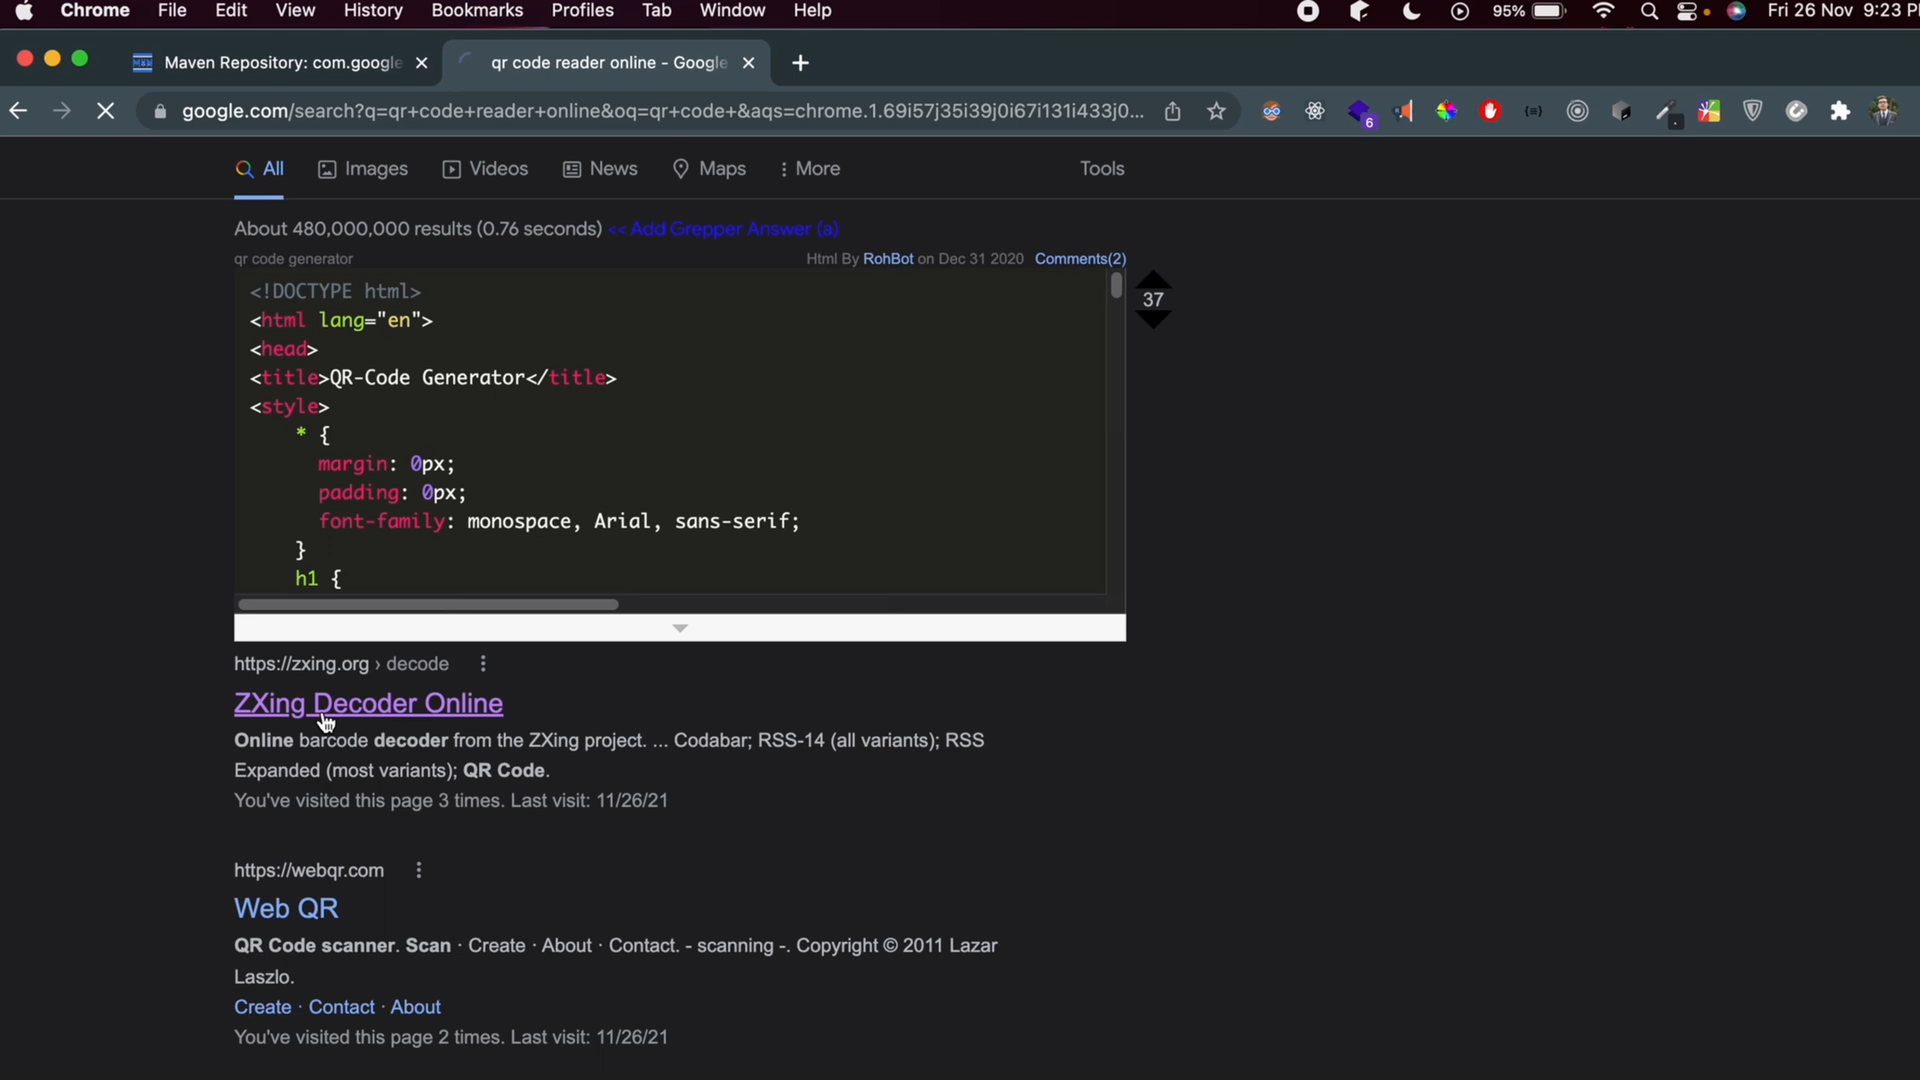 Chrome File Edit View History Bookmarks Profiles Tab Window Help 95% Fri 26 Nov 9:23 P
Maven Repository: com.google
qr code reader online - Google
google.com/search?q=qr+code+reader+online&oq=qr+code+&aqs=chrome.1.69i57j35i39j0i67i131i433j0...
6
All Images Videos News Maps More Tools
About 480,000,000 results (0.76 seconds) << Add Grepper Answer (a)
qr code generator Html By RohBot on Dec 31 2020 Comments(2)
37
<!DOCTYPE html>
<html lang="en">
<head>
<title>QR-Code Generator</title>
<style>
* {
margin: 0px;
padding: 0px;
font-family: monospace, Arial, sans-serif;
}
h1 {
https://zxing.org › decode
ZXing Decoder Online
Online barcode decoder from the ZXing project. ... Codabar; RSS-14 (all variants); RSS
Expanded (most variants); QR Code.
You've visited this page 3 times. Last visit: 11/26/21
https://webqr.com
Web QR
QR Code scanner. Scan · Create · About · Contact. - scanning -. Copyright © 2011 Lazar
Laszlo.
Create · Contact · About
You've visited this page 2 times. Last visit: 11/26/21